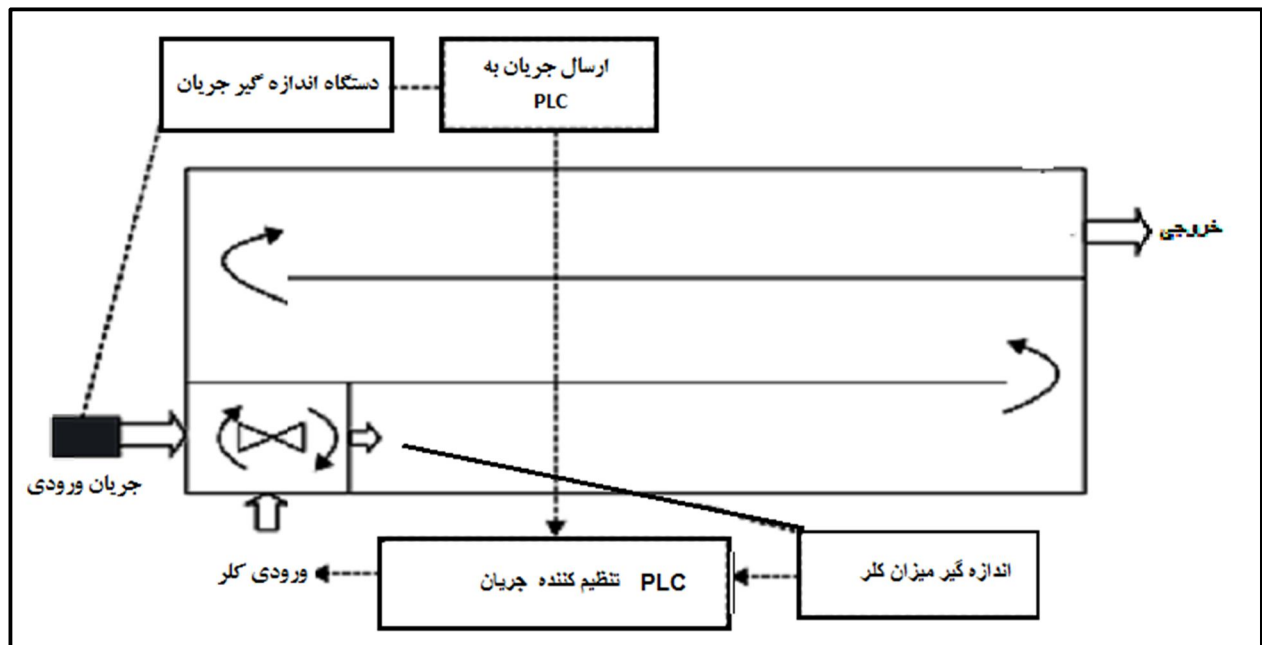 دستگاه اندازه گیر جریان
ارسال جریان به
PLC
خروجی
جریان ورودی
ورودی کلر
PLC تنظیم کننده جریان
اندازه گیر میزان کلر